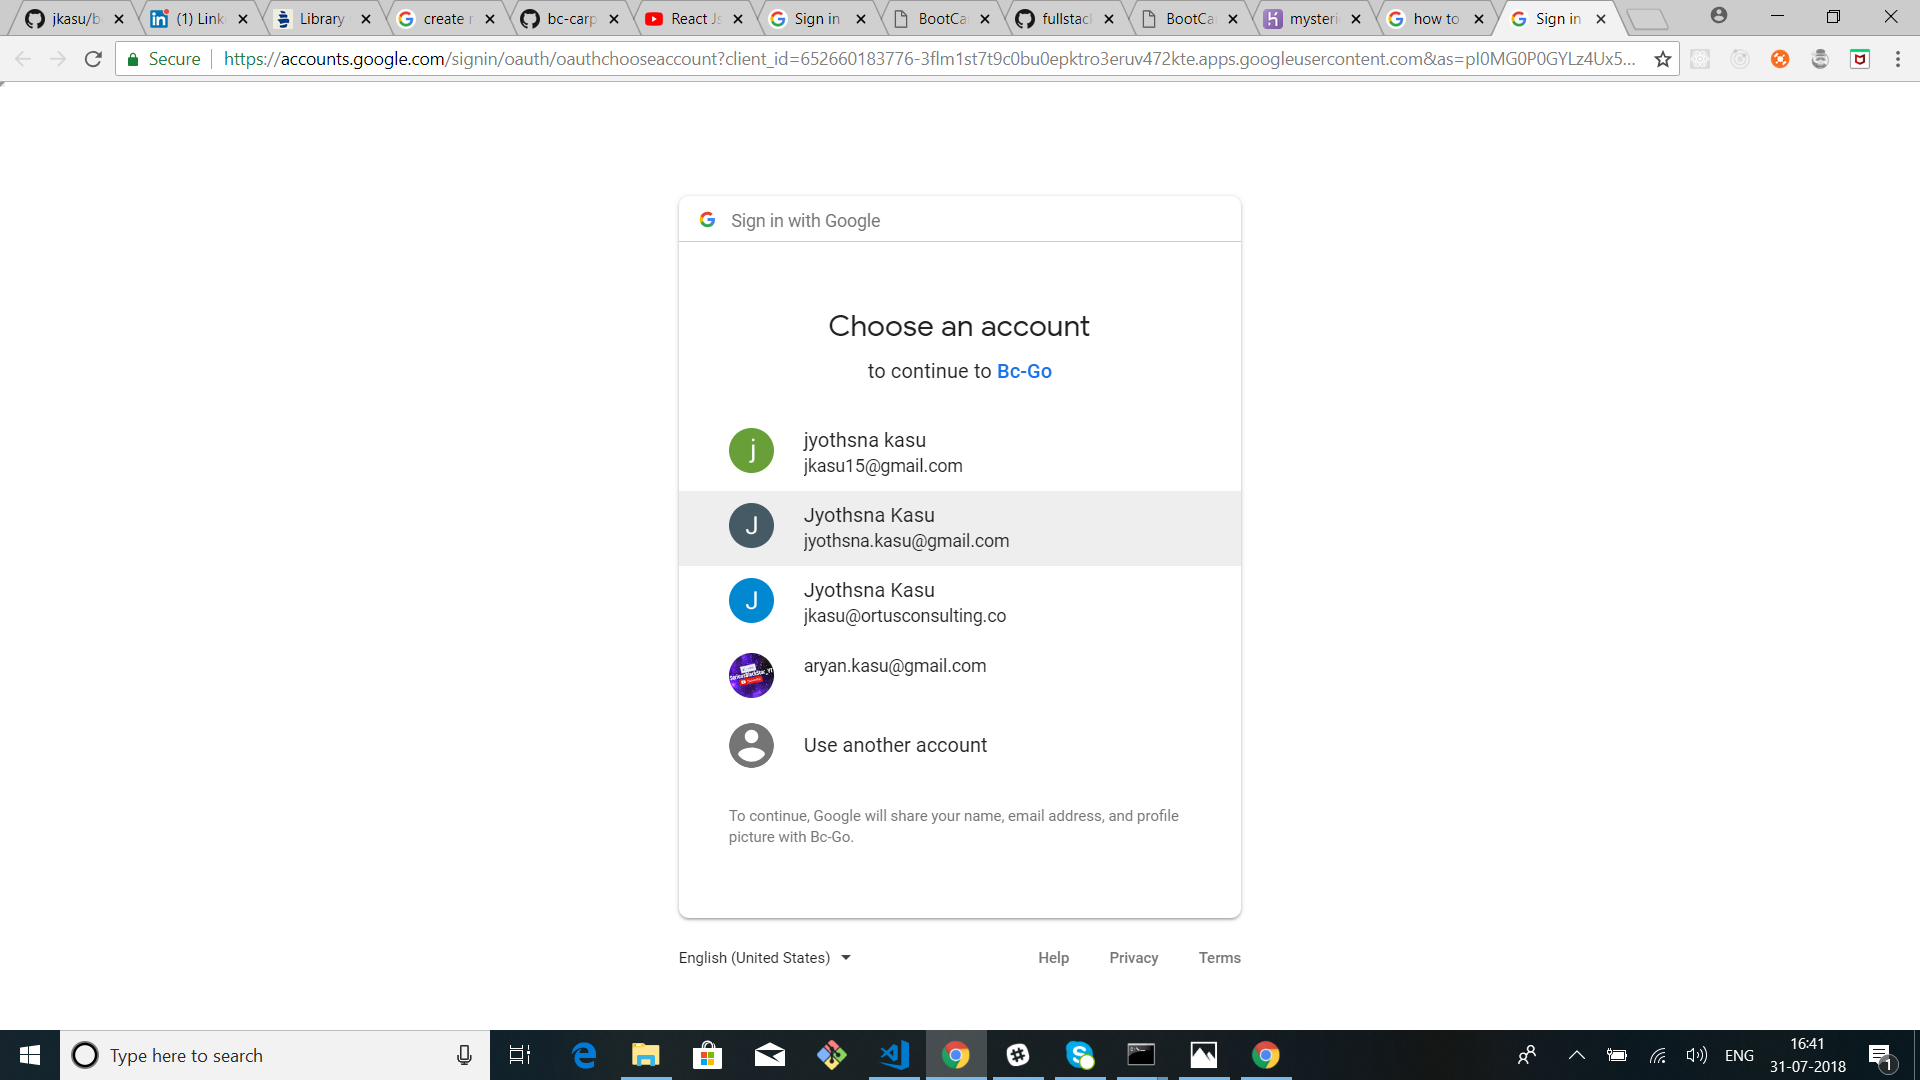 jkasu/b
(1) Link
Library
create r
bc-carp
React Js
Sign in
BootCa
fullstac
BootCa
mysteri
how to
Sign in
Secure
https://accounts.google.com/signin/oauth/oauthchooseaccount?client_id=652660183776-3flm1st7t9c0bu0epktro3eruv472kte.apps.googleusercontent.com&as=pI0MG0P0GYLz4Ux5...
Sign in with Google
Choose an account
to continue to Bc-Go
j
jyothsna kasu
jkasu15@gmail.com
J
Jyothsna Kasu
jyothsna.kasu@gmail.com
J
Jyothsna Kasu
jkasu@ortusconsulting.co
aryan.kasu@gmail.com
Use another account
To continue, Google will share your name, email address, and profile
picture with Bc-Go.
English (United States)
Help
Privacy
Terms
Type here to search
ENG
16:41
31-07-2018
1